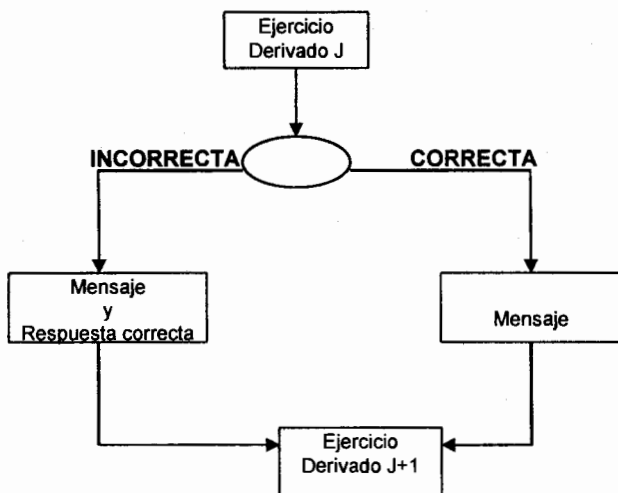 Ejercicio
Derivado J
INCORRECTA
CORRECTA
Mensaje
y
Respuesta correcta
Mensaje
Ejercicio
Derivado J+1